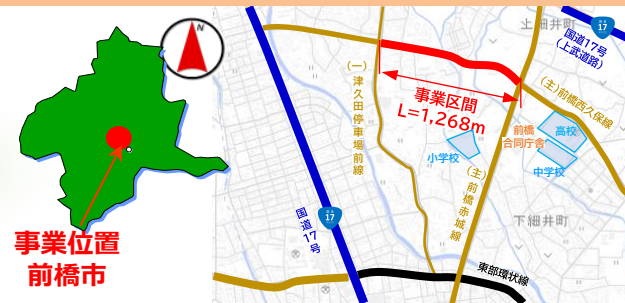 N
事業位置
前橋市
上細井町
国道17号
(上武道路)
17
(一)津久田停車場前線
事業区間
L=1,268m
(主)前橋西久保線
前橋
合同庁舎
高校
小学校
中学校
(主)前橋赤城線
下細井町
国道17号
17
東部環状線